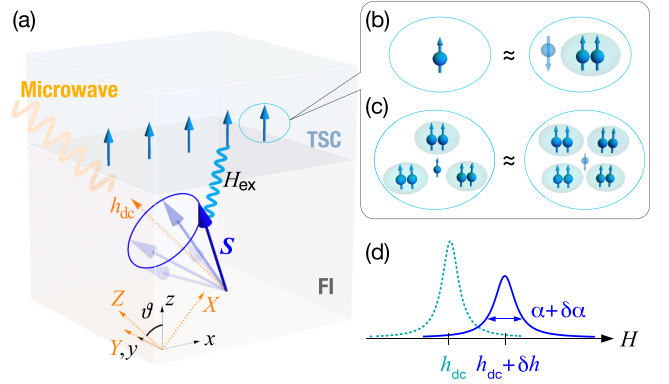 (a)
Microwave
TSC
H_ex
h_dc
S
FI
Z
ϑ
z
X
Y, y
x
(b)
≈
(c)
≈
(d)
α+δα
H
h_dc
h_dc+δh